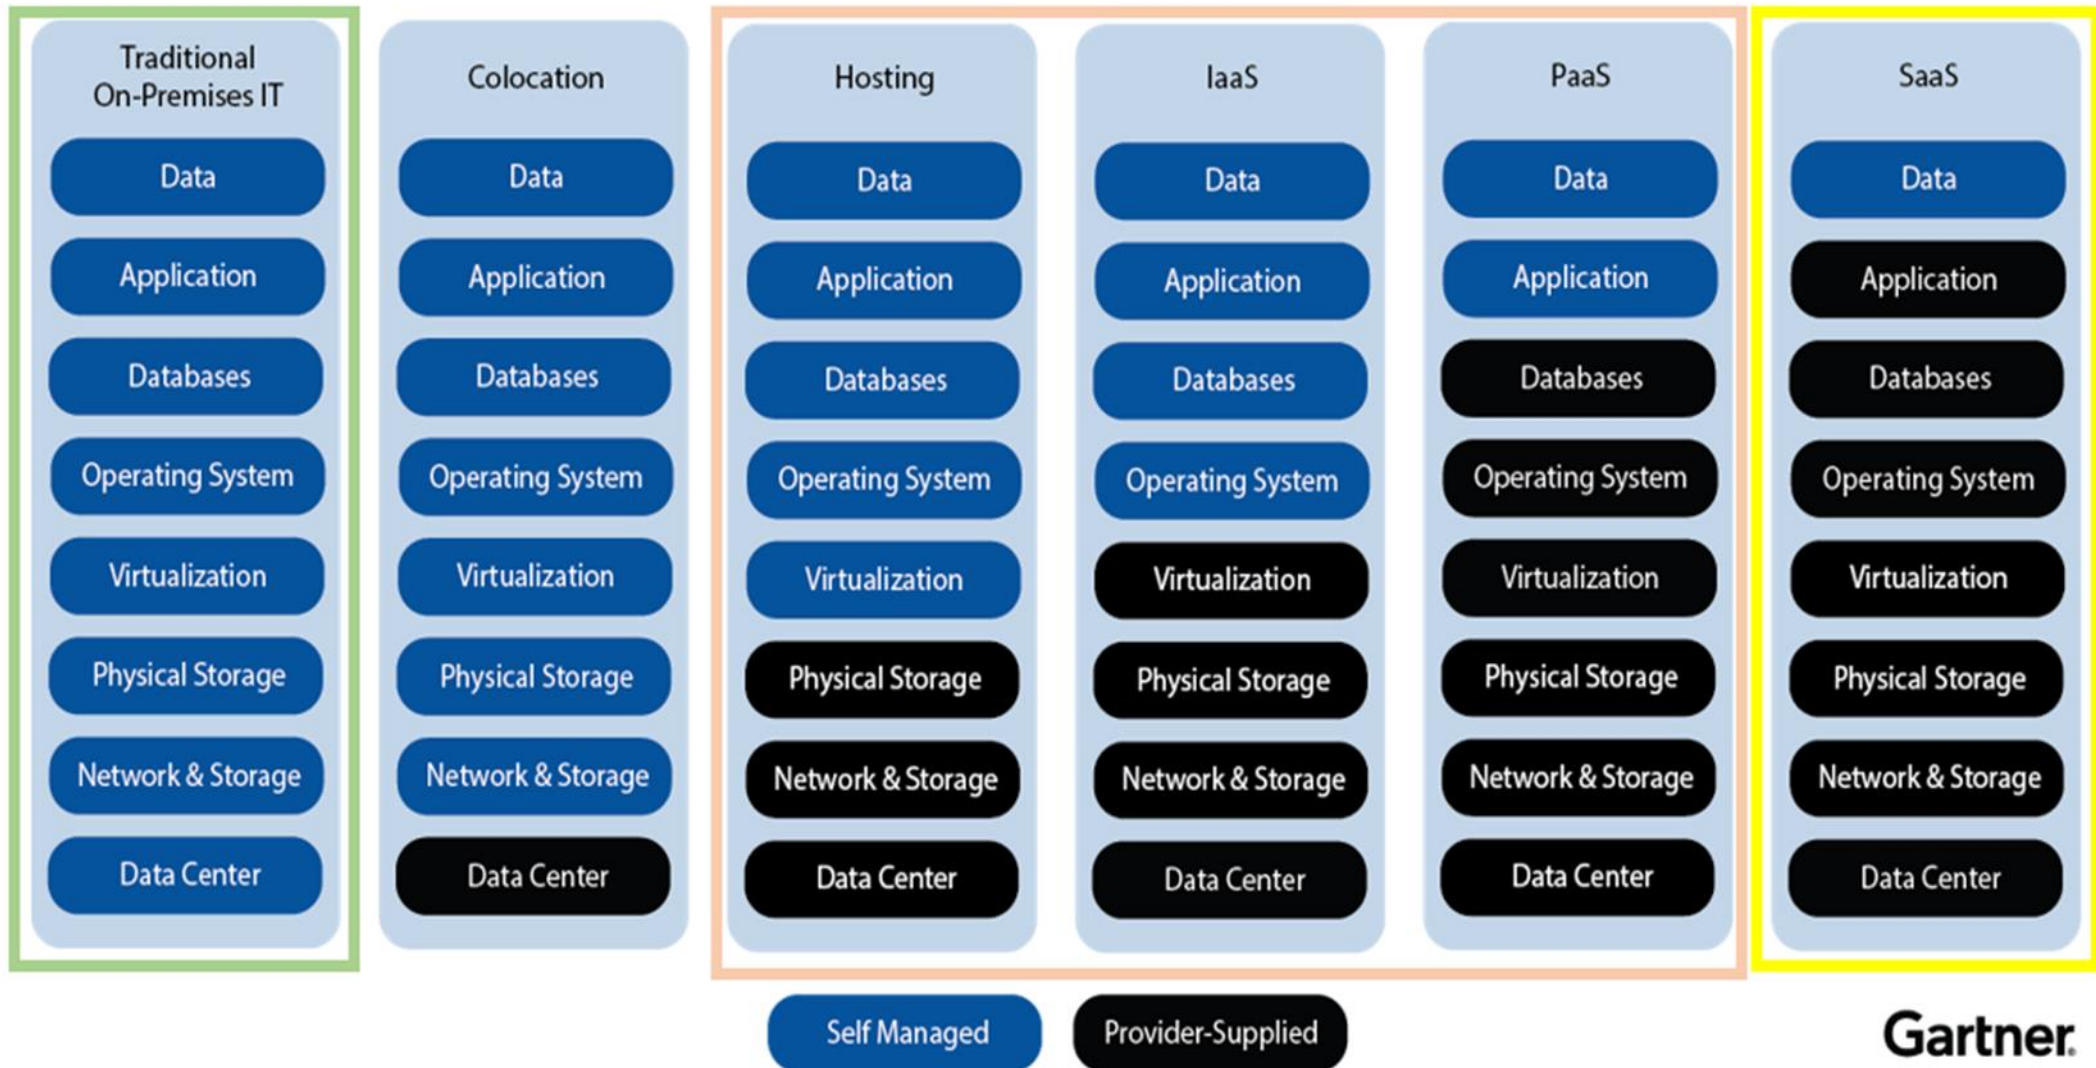 Traditional
On-Premises IT
Data
Application
Databases
Operating System
Virtualization
Physical Storage
Network & Storage
Data Center
Colocation
Data
Application
Databases
Operating System
Virtualization
Physical Storage
Network & Storage
Data Center
Hosting
Data
Application
Databases
Operating System
Virtualization
Physical Storage
Network & Storage
Data Center
IaaS
Data
Application
Databases
Operating System
Virtualization
Physical Storage
Network & Storage
Data Center
PaaS
Data
Application
Databases
Operating System
Virtualization
Physical Storage
Network & Storage
Data Center
SaaS
Data
Application
Databases
Operating System
Virtualization
Physical Storage
Network & Storage
Data Center
Self Managed
Provider-Supplied
Gartner®